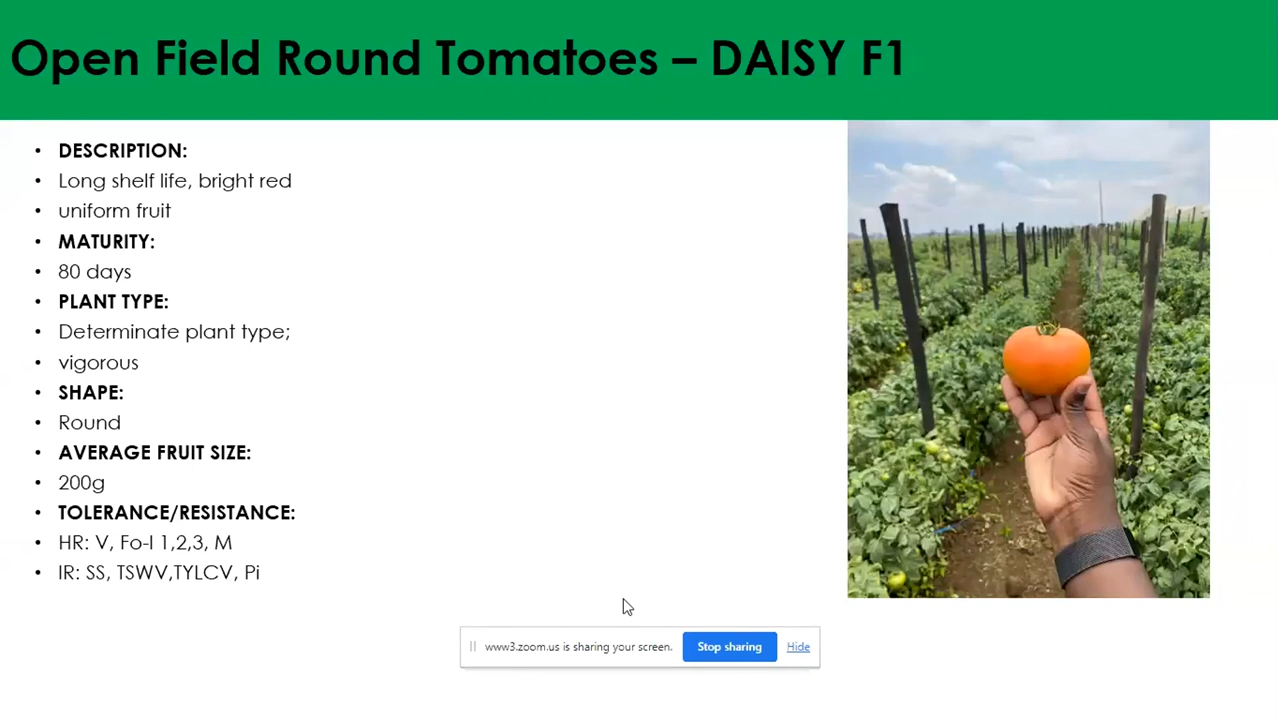 Open Field Round Tomatoes – DAISY F1
• DESCRIPTION:
• Long shelf life, bright red
• uniform fruit
• MATURITY:
• 80 days
• PLANT TYPE:
• Determinate plant type;
• vigorous
• SHAPE:
• Round
• AVERAGE FRUIT SIZE:
• 200g
• TOLERANCE/RESISTANCE:
• HR: V, Fo-l 1,2,3, M
• IR: SS, TSWV,TYLCV, Pi
www3.zoom.us is sharing your screen. Stop sharing Hide